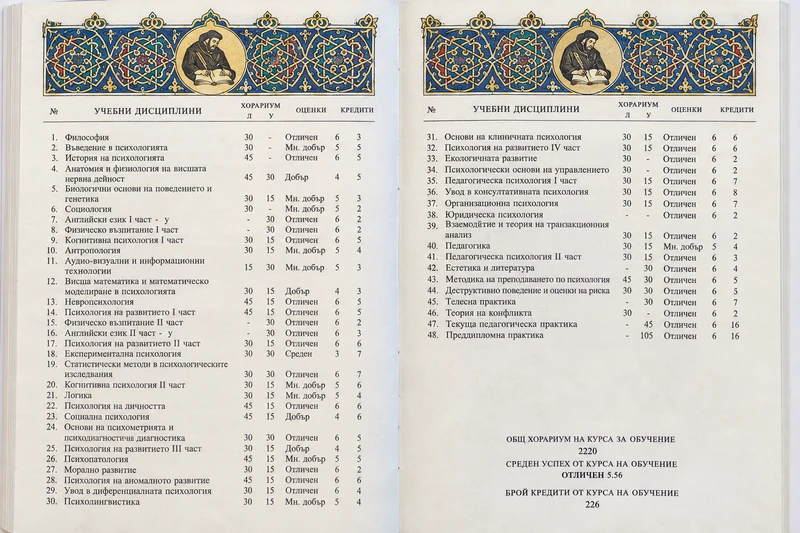 № УЧЕБНИ ДИСЦИПЛИНИ ХОРАРИУМ ОЦЕНКИ КРЕДИТИ
Л У
1. Философия 30 - Отличен 6 3
2. Въведение в психологията 30 - Мн. добър 5 5
3. История на психологията 45 - Отличен 6 5
4. Анатомия и физиология на висшата
нервна дейност 45 30 Добър 4 5
5. Биологични основи на поведението и
генетика 30 15 Мн. добър 5 3
6. Социология 30 - Мн. добър 5 2
7. Английски език I част - у - 30 Отличен 6 2
8. Физическо възпитание I част - 30 Отличен 6 2
9. Когнитивна психология I част 30 15 Отличен 6 5
10. Антропология 30 15 Мн. добър 5 4
11. Аудио-визуални и информационни
технологии 15 30 Мн. добър 5 3
12. Висша математика и математическо
моделиране в психологията 30 15 Добър 4 3
13. Невропсихология 45 15 Отличен 6 5
14. Психология на развитието I част 45 15 Отличен 6 5
15. Физическо възпитание II част - 30 Отличен 6 2
16. Английски език II част - у - 30 Отличен 6 3
17. Психология на развитието II част 30 15 Отличен 6 6
18. Експериментална психология 30 30 Среден 3 7
19. Статистически методи в психологическите
изследвания 30 30 Отличен 6 7
20. Когнитивна психология II част 30 15 Мн. добър 5 6
21. Логика 30 15 Мн. добър 5 4
22. Психология на личността 45 15 Отличен 6 6
23. Социална психология 45 15 Добър 4 6
24. Основи на психометрията и
психодиагностична диагностика 30 30 Отличен 6 5
25. Психология на развитието III част 30 15 Добър 4 5
26. Психопатология 45 15 Мн. добър 5 5
27. Морално развитие 30 15 Отличен 6 2
28. Психология на аномалното развитие 45 15 Отличен 6 6
29. Увод в диференциалната психология 30 15 Отличен 6 4
30. Психолингвистика 30 15 Мн. добър 5 4
№ УЧЕБНИ ДИСЦИПЛИНИ ХОРАРИУМ ОЦЕНКИ КРЕДИТИ
Л У
31. Основи на клиничната психология 30 15 Отличен 6 6
32. Психология на развитието IV част 30 15 Отличен 6 6
33. Екологичната развитие 30 - Отличен 6 2
34. Психологически основи на управлението 30 - Отличен 6 2
35. Педагогическа психология I част 30 15 Отличен 6 7
36. Увод в консултативната психология 30 15 Отличен 6 8
37. Организационна психология 30 15 Отличен 6 7
38. Юридическа психология - - Отличен 6 2
39. и теория на транзакционния
анализ 30 15 Отличен 6 2
40. Педагогика 30 15 Мн. добър 5 4
41. Педагогическа психология II част 30 15 Отличен 6 3
42. Естетика и литература - 30 Отличен 6 4
43. Методика на преподаването по психология 45 30 Отличен 6 5
44. Деструктивно поведение и оценки на риска 30 30 Отличен 6 5
45. Телесна практика - 30 Отличен 6 7
46. Теория на конфликта 30 - Отличен 6 2
47. Текуща педагогическа практика - 45 Отличен 6 16
48. Преддипломна практика - 105 Отличен 6 16
ОБЩ ХОРАРИУМ НА КУРСА ЗА ОБУЧЕНИЕ
2220
СРЕДЕН УСПЕХ ОТ КУРСА НА ОБУЧЕНИЕ
ОТЛИЧЕН 5.56
БРОЙ КРЕДИТИ ОТ КУРСА НА ОБУЧЕНИЕ
226